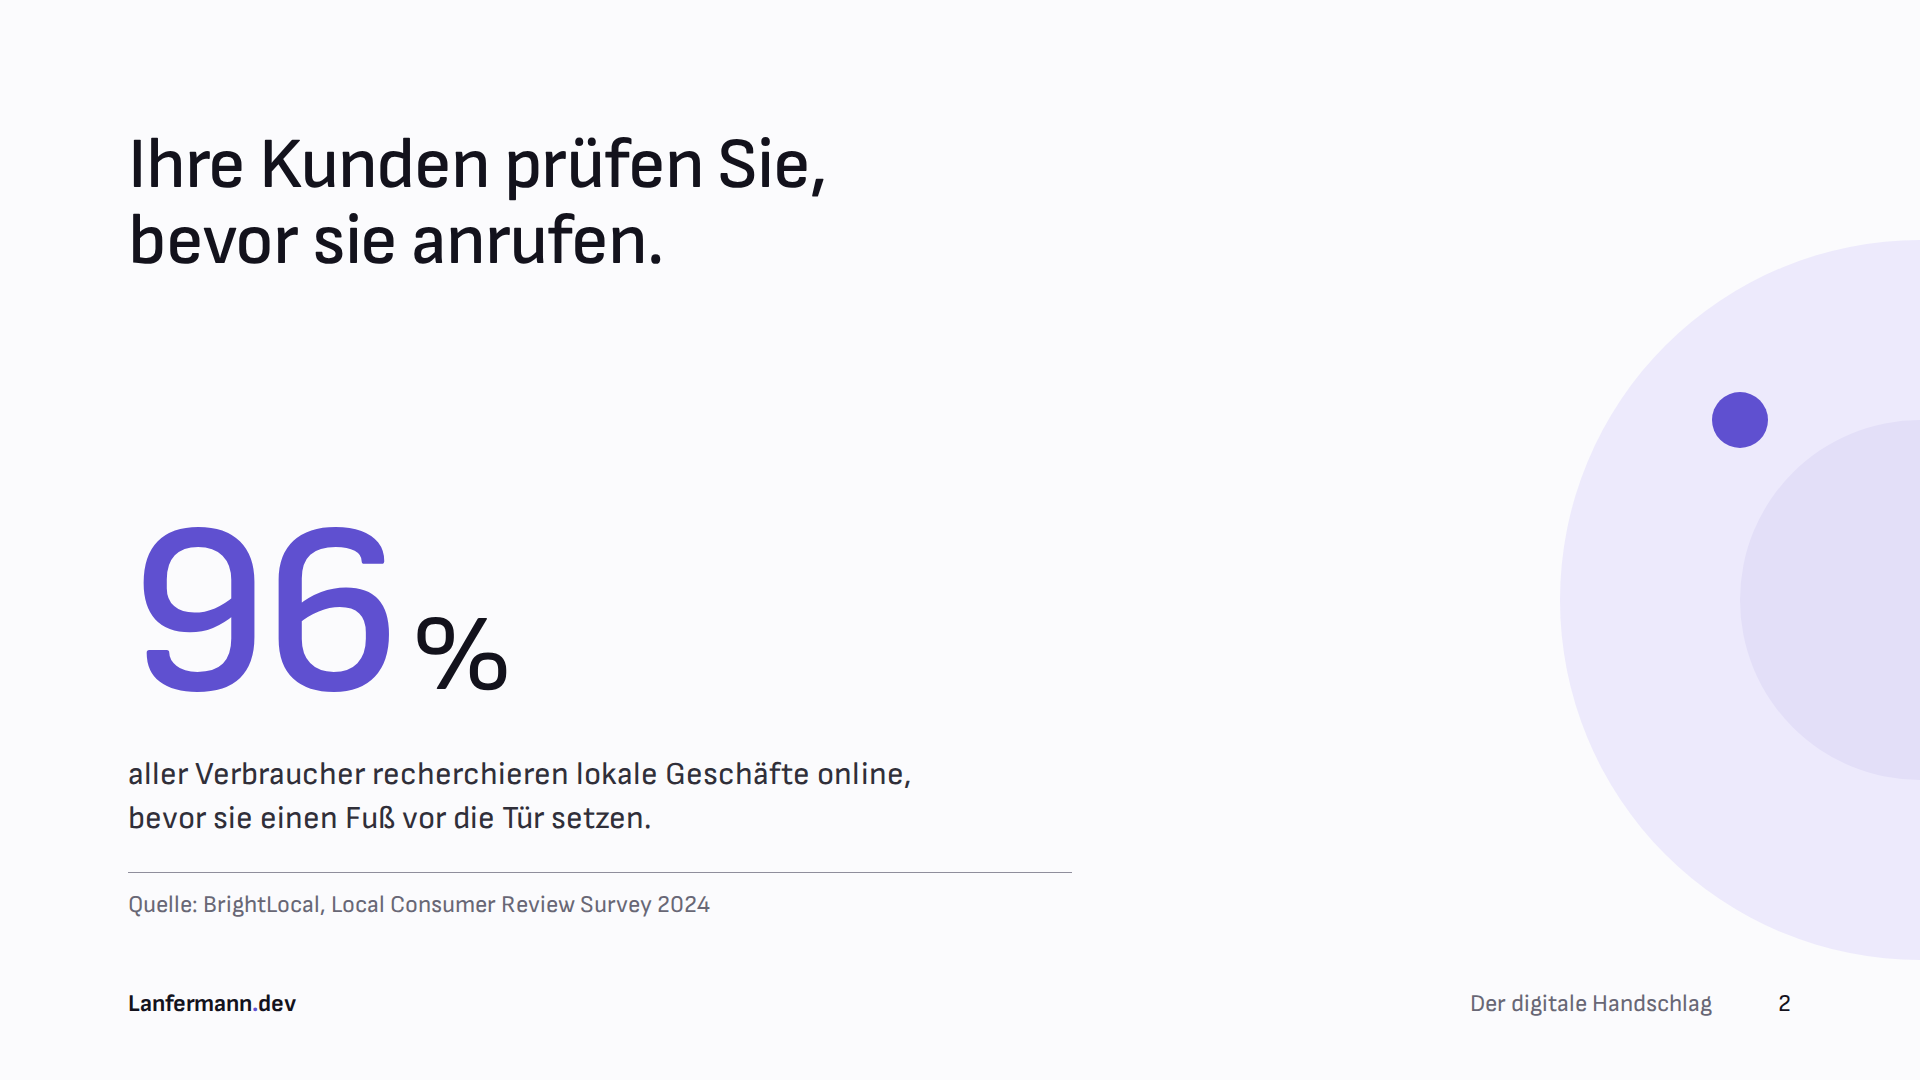 Ihre Kunden prüfen Sie,
bevor sie anrufen.
96 %
aller Verbraucher recherchieren lokale Geschäfte online,
bevor sie einen Fuß vor die Tür setzen.
Quelle: BrightLocal, Local Consumer Review Survey 2024
Lanfermann.dev
Der digitale Handschlag
2